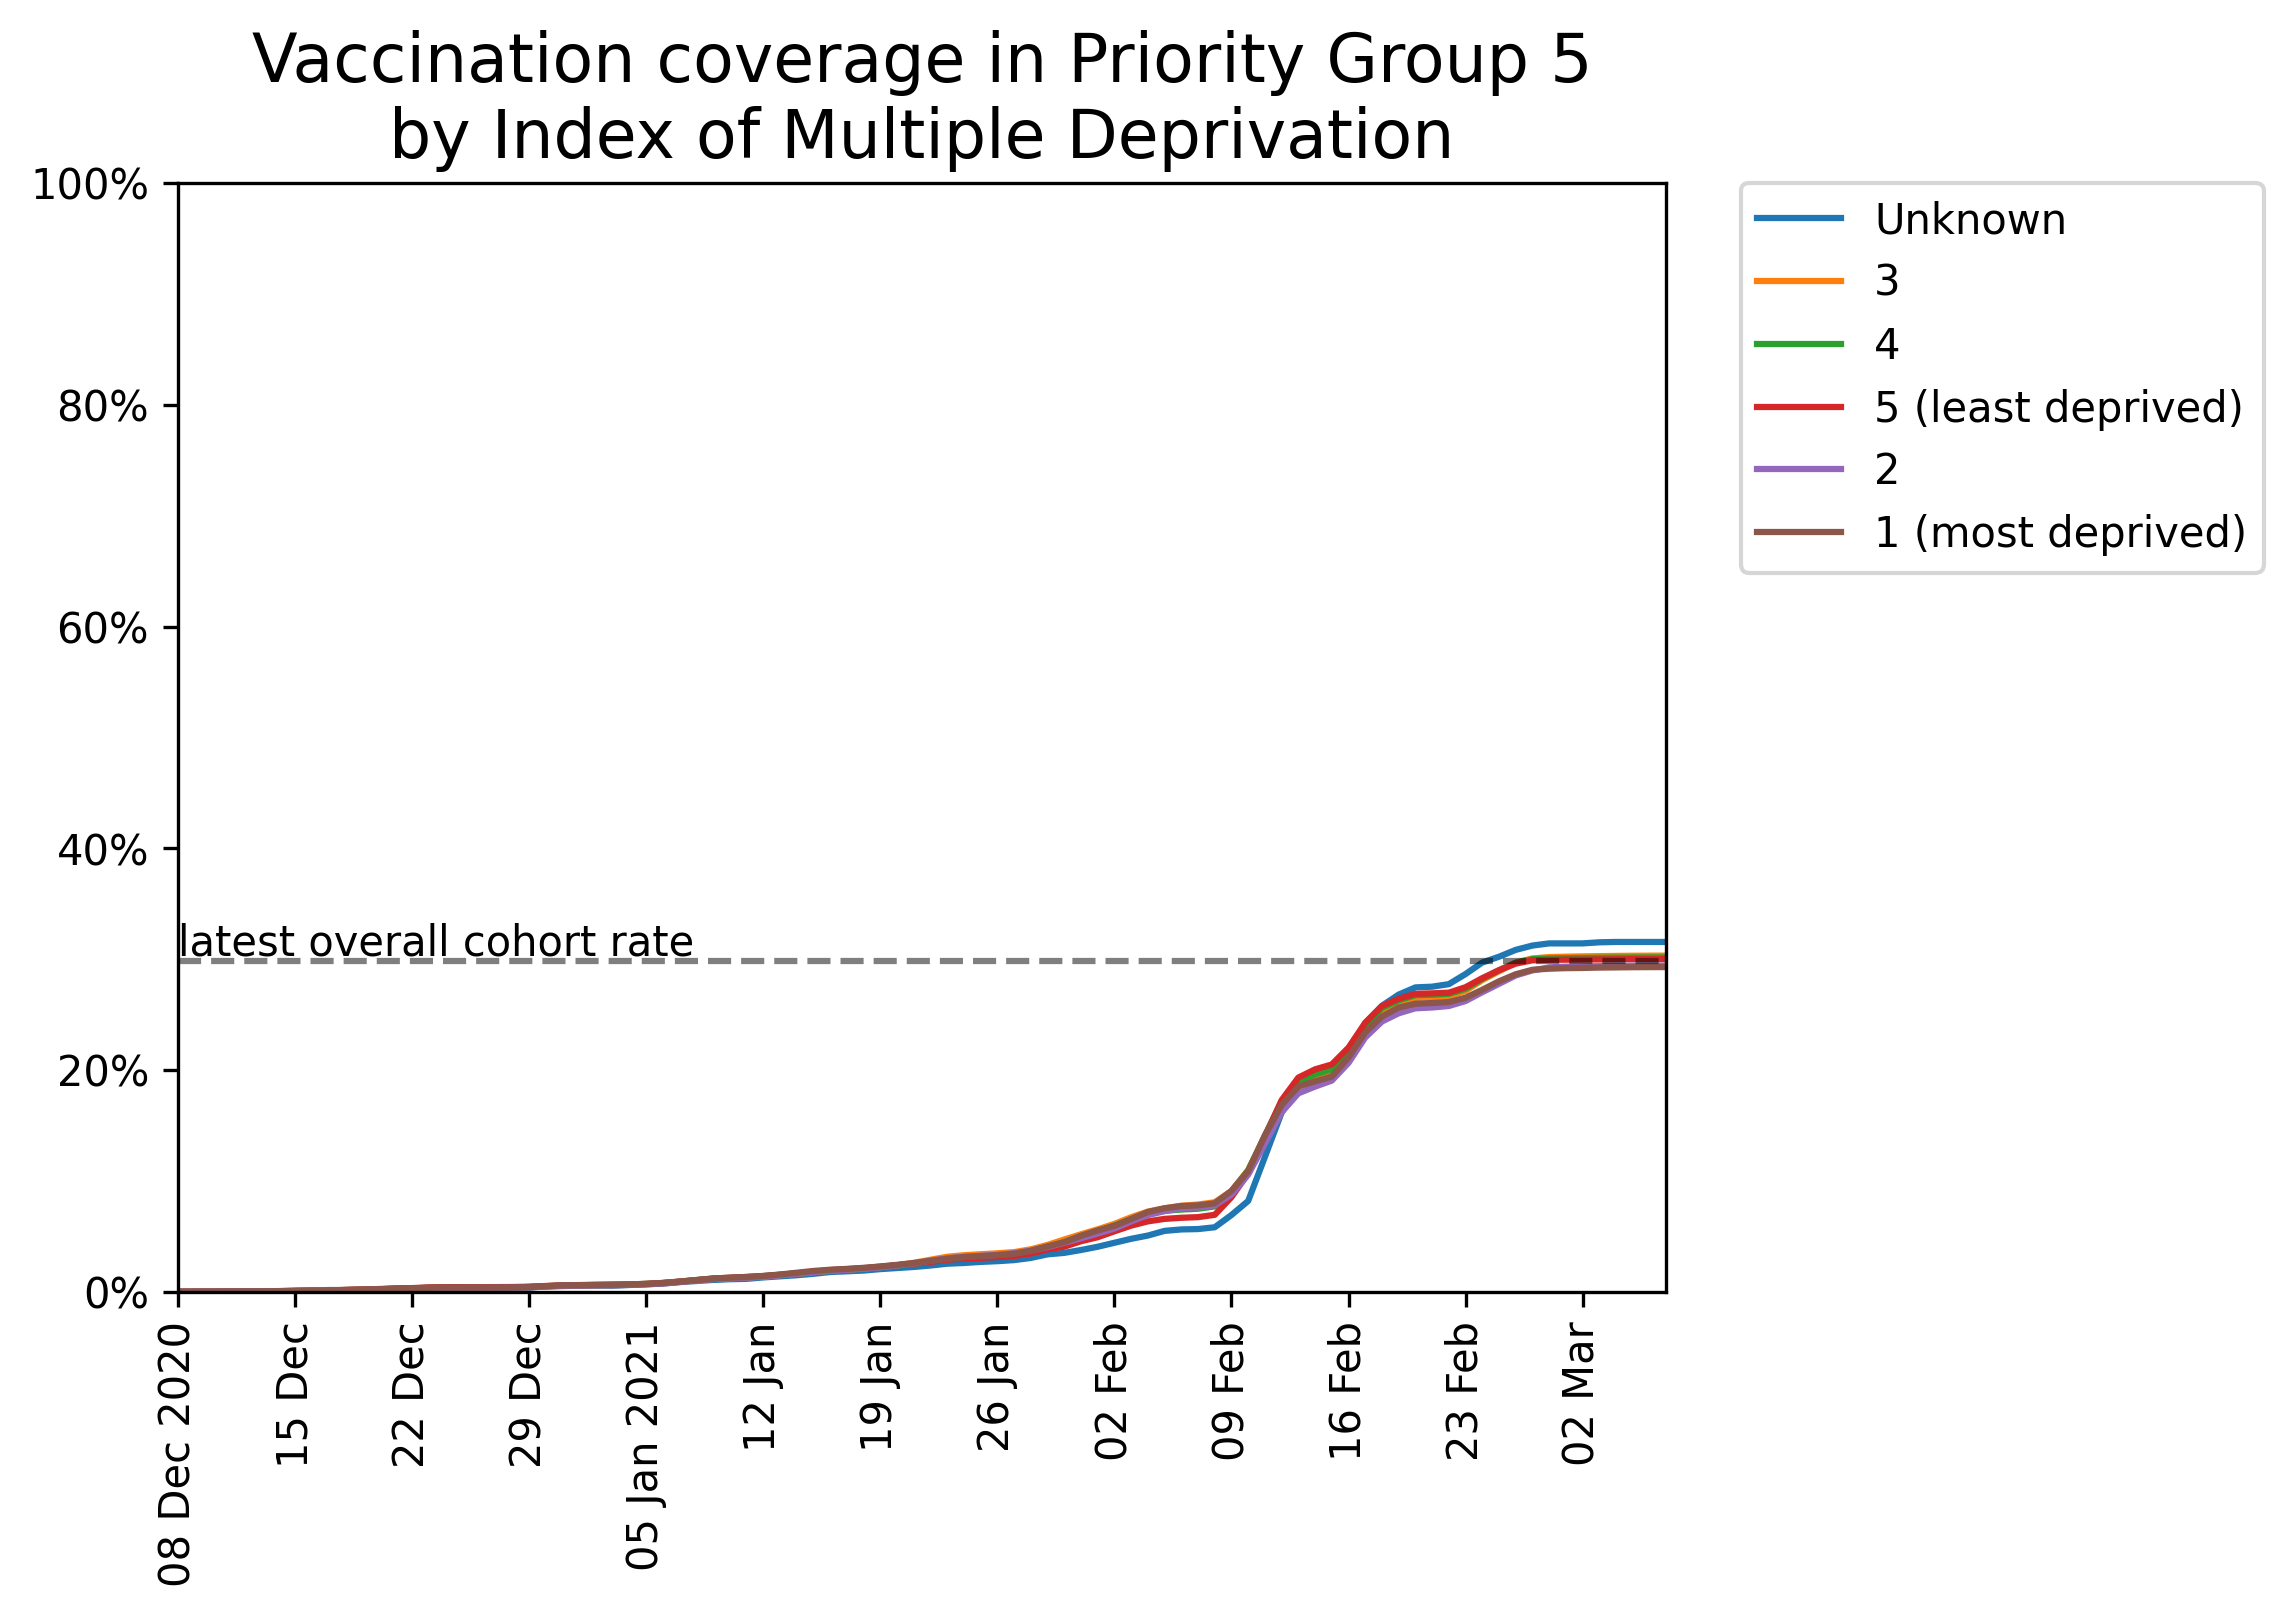 Vaccination coverage in Priority Group 5
by Index of Multiple Deprivation
100%
80%
60%
40%
20%
0%
latest overall cohort rate
08 Dec 2020
15 Dec
22 Dec
29 Dec
05 Jan 2021
12 Jan
19 Jan
26 Jan
02 Feb
09 Feb
16 Feb
23 Feb
02 Mar
Unknown
3
4
5 (least deprived)
2
1 (most deprived)